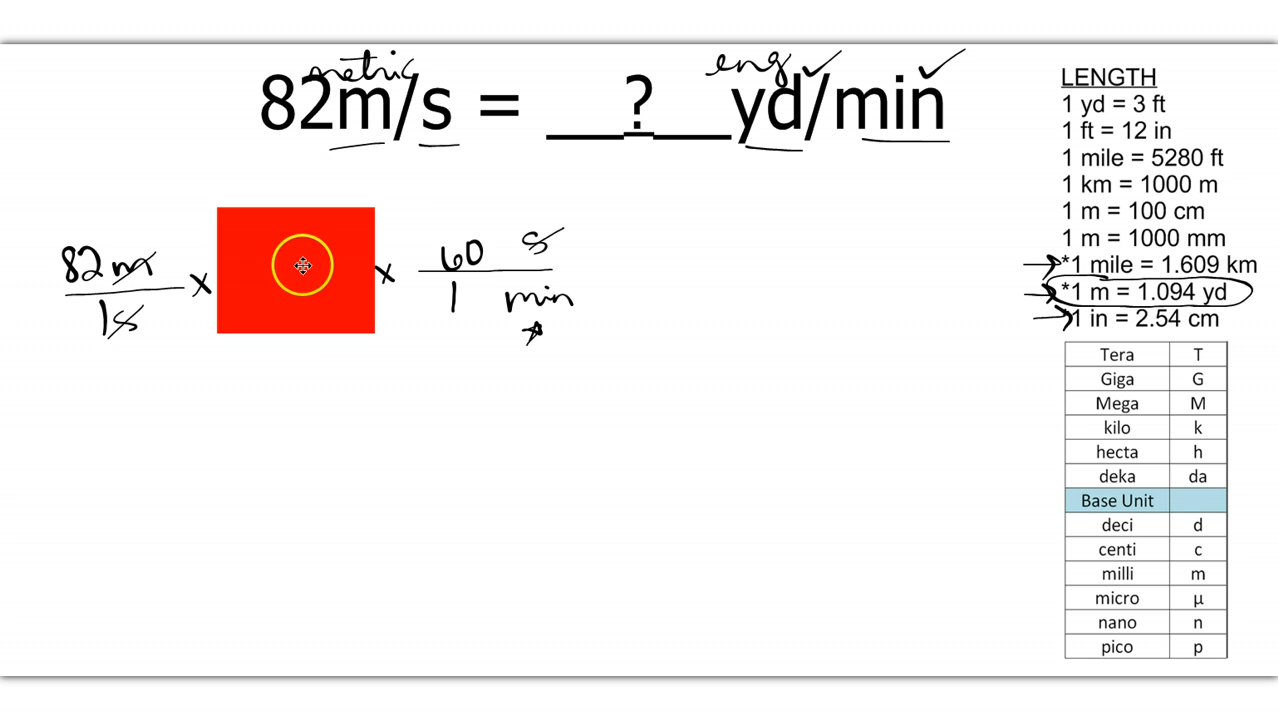 metric eng ✓ ✓
82m/s = __?__yd/min
82 m x x 60 s
1 s 1 min
LENGTH
1 yd = 3 ft
1 ft = 12 in
1 mile = 5280 ft
1 km = 1000 m
1 m = 100 cm
1 m = 1000 mm
*1 mile = 1.609 km
*1 m = 1.094 yd
1 in = 2.54 cm
Tera T
Giga G
Mega M
kilo k
hecta h
deka da
Base Unit
deci d
centi c
milli m
micro µ
nano n
pico p